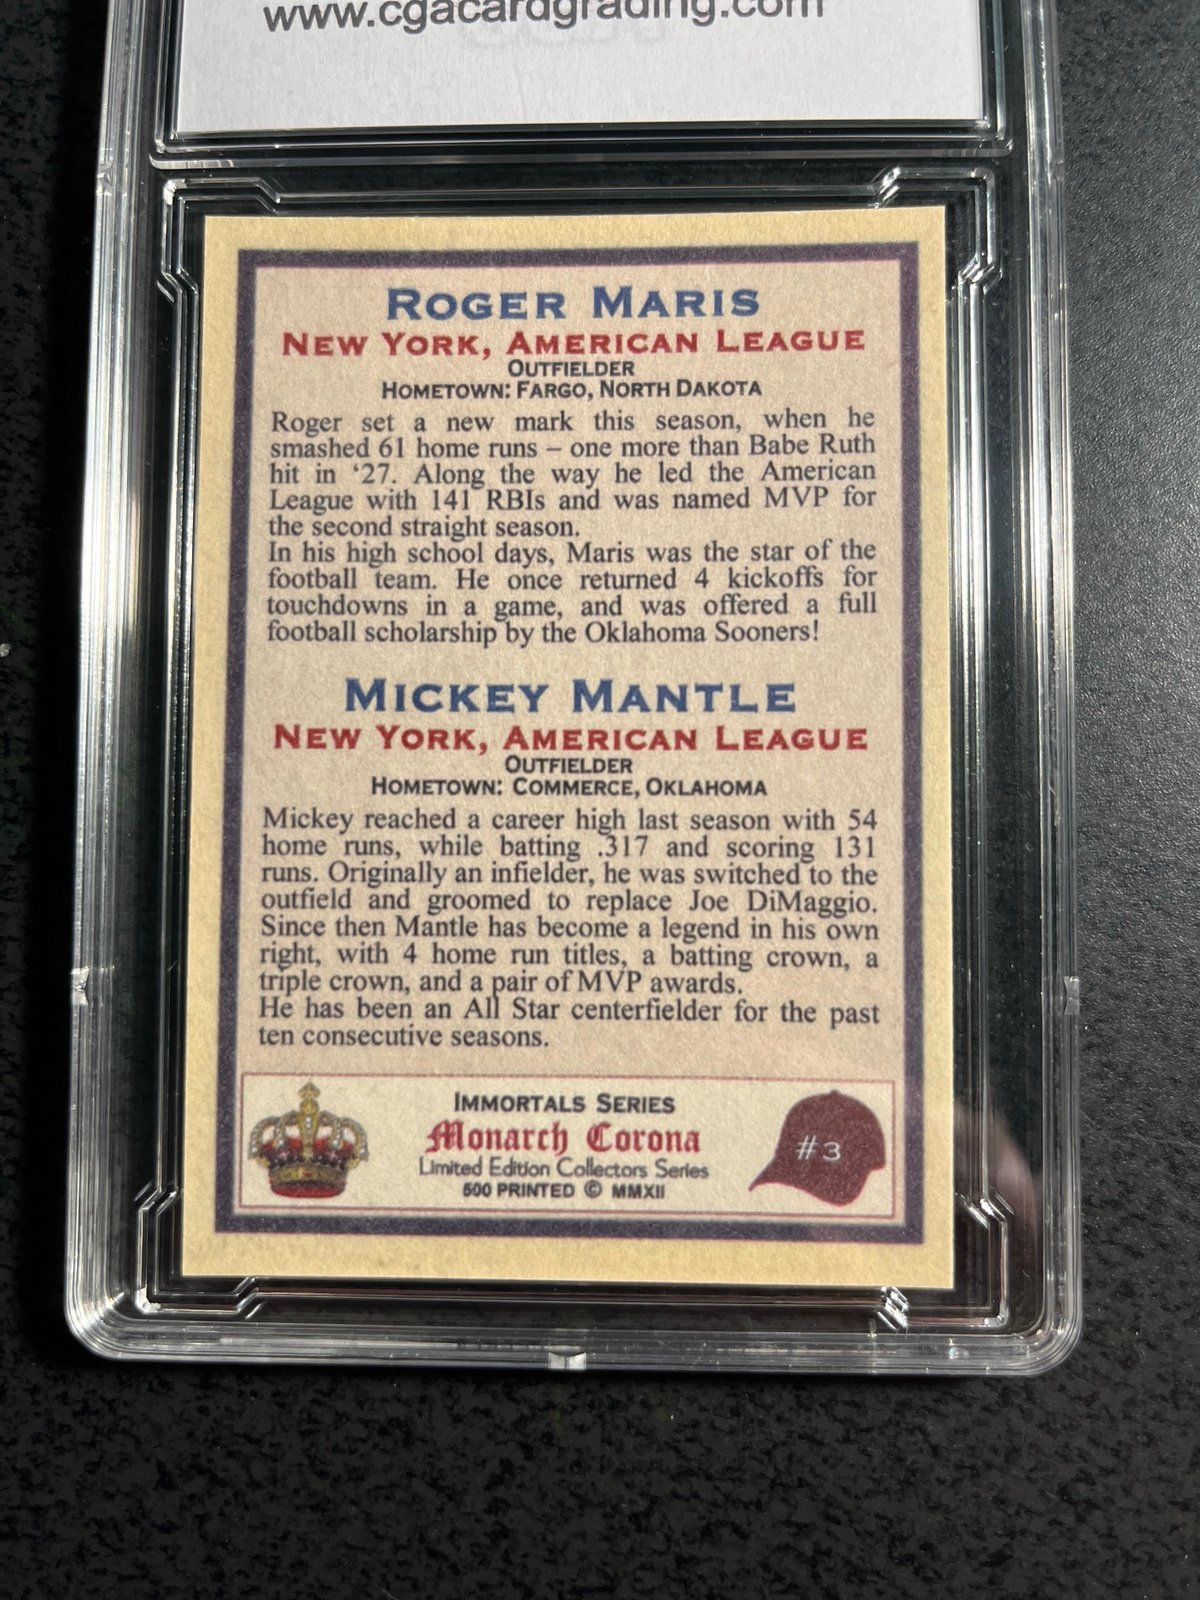 www.cgacardgrading.com
ROGER MARIS
NEW YORK, AMERICAN LEAGUE
OUTFIELDER
HOMETOWN: FARGO, NORTH DAKOTA
Roger set a new mark this season, when he
smashed 61 home runs – one more than Babe Ruth
hit in ‘27. Along the way he led the American
League with 141 RBIs and was named MVP for
the second straight season.
In his high school days, Maris was the star of the
football team. He once returned 4 kickoffs for
touchdowns in a game, and was offered a full
football scholarship by the Oklahoma Sooners!
MICKEY MANTLE
NEW YORK, AMERICAN LEAGUE
OUTFIELDER
HOMETOWN: COMMERCE, OKLAHOMA
Mickey reached a career high last season with 54
home runs, while batting .317 and scoring 131
runs. Originally an infielder, he was switched to the
outfield and groomed to replace Joe DiMaggio.
Since then Mantle has become a legend in his own
right, with 4 home run titles, a batting crown, a
triple crown, and a pair of MVP awards.
He has been an All Star centerfielder for the past
ten consecutive seasons.
IMMORTALS SERIES
Monarch Corona
Limited Edition Collectors Series
500 PRINTED © MMXII
#3